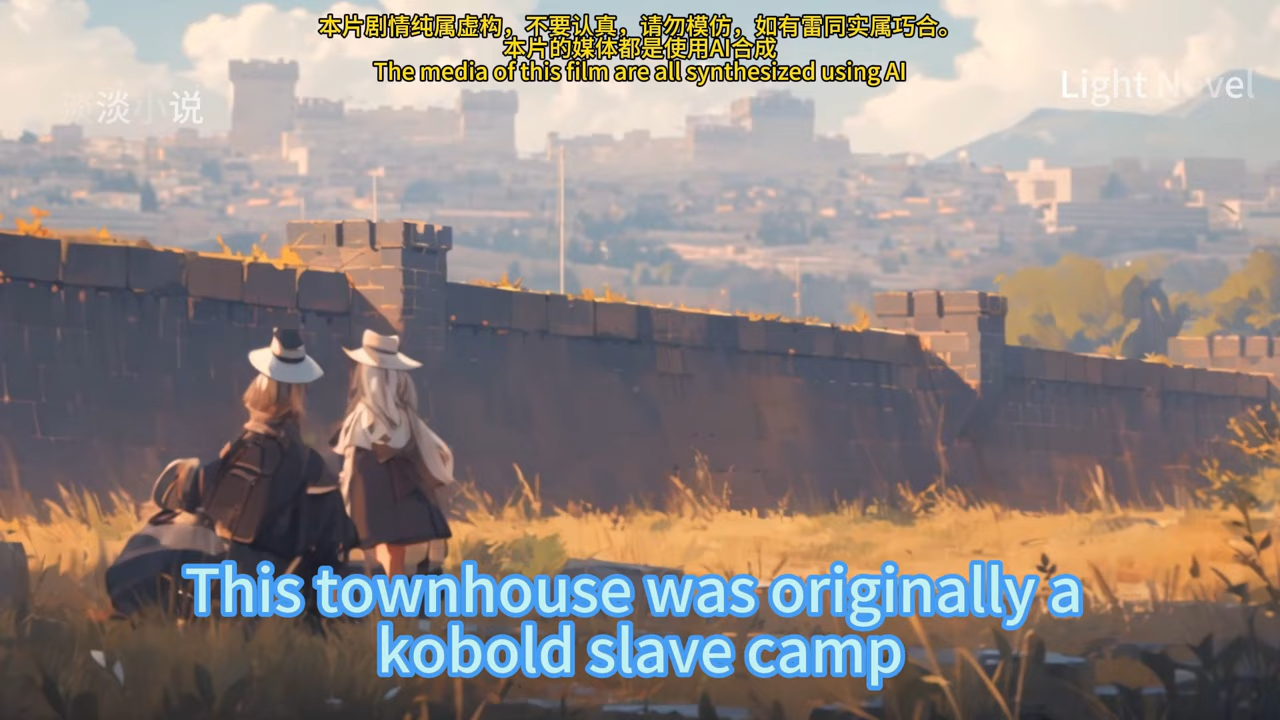 本片剧情纯属虚构，不要认真，请勿模仿，如有雷同实属巧合。
本片的媒体都是使用AI合成
The media of this film are all synthesized using AI
淡淡小说
Light Novel
This townhouse was originally a
kobold slave camp